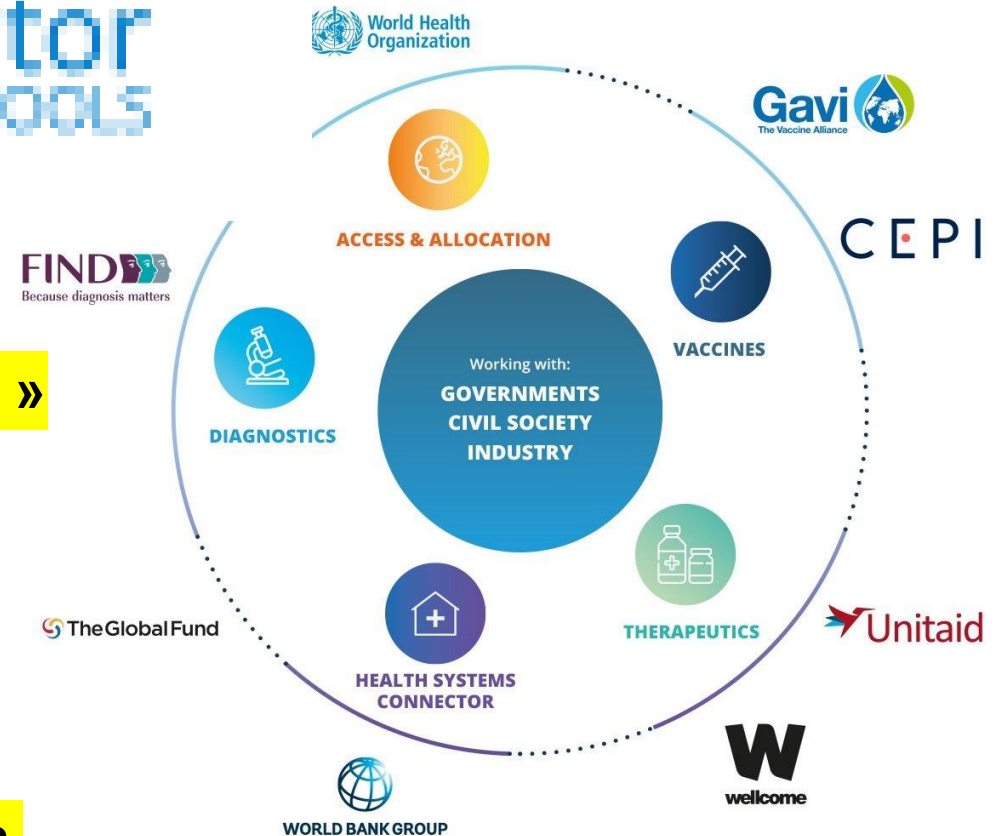 tor
OOLS
World Health
Organization
Gavi
The Vaccine Alliance
CEPI
ACCESS & ALLOCATION
FIND
Because diagnosis matters
VACCINES
Working with:
GOVERNMENTS
CIVIL SOCIETY
INDUSTRY
»
DIAGNOSTICS
The Global Fund
THERAPEUTICS
Unitaid
HEALTH SYSTEMS
CONNECTOR
W
wellcome
WORLD BANK GROUP